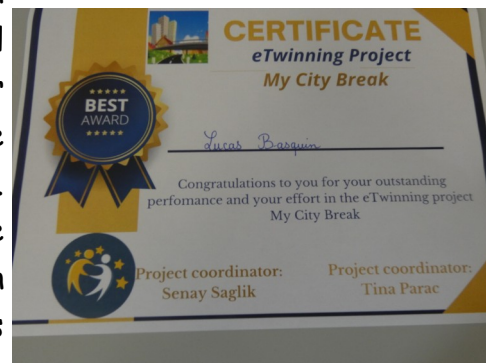 CERTIFICATE
eTwinning Project
My City Break
BEST
AWARD
Lucas Basquin
Congratulations to you for your outstanding
perfomance and your effort in the eTwinning project
My City Break
Project coordinator:
Senay Saglik
Project coordinator:
Tina Parac